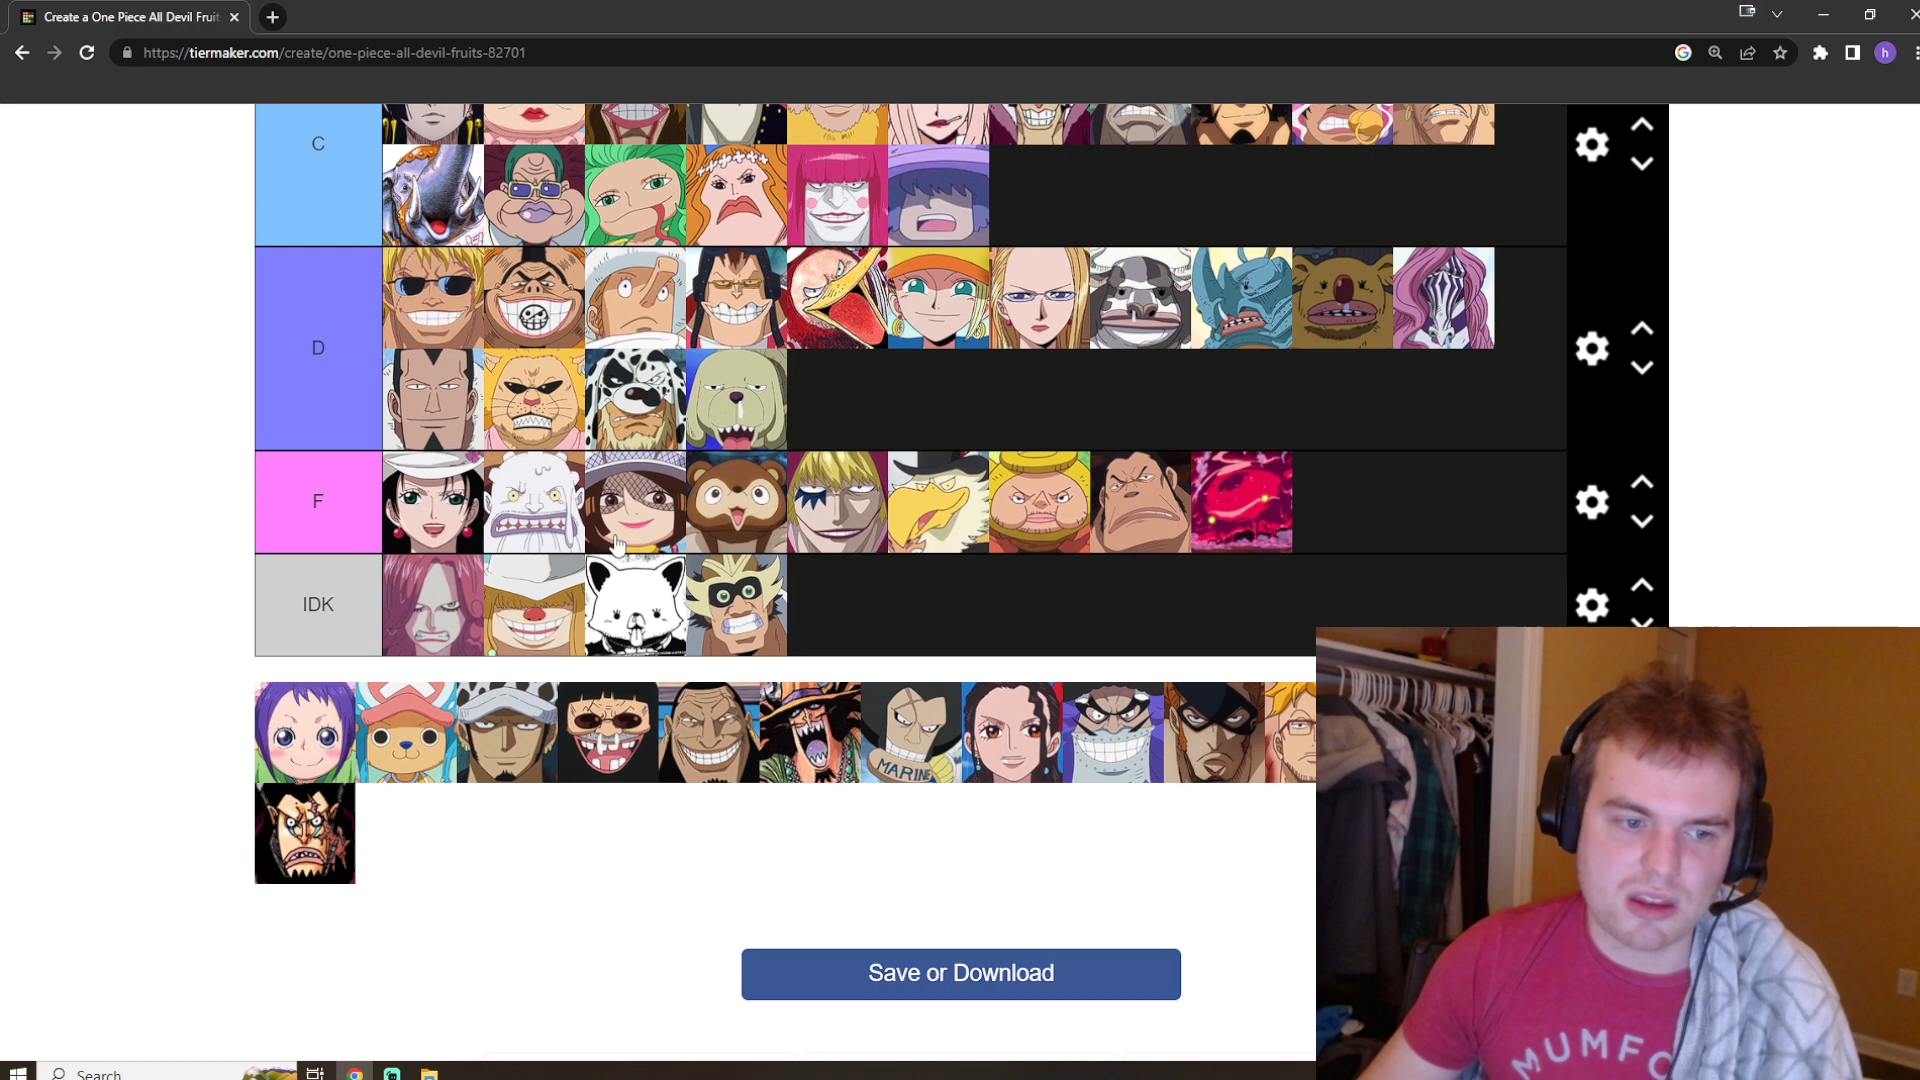 Create a One Piece All Devil Fruit
https://tiermaker.com/create/one-piece-all-devil-fruits-82701
h
C
D
F
IDK
MARINE
Save or Download
MUMFO
Search